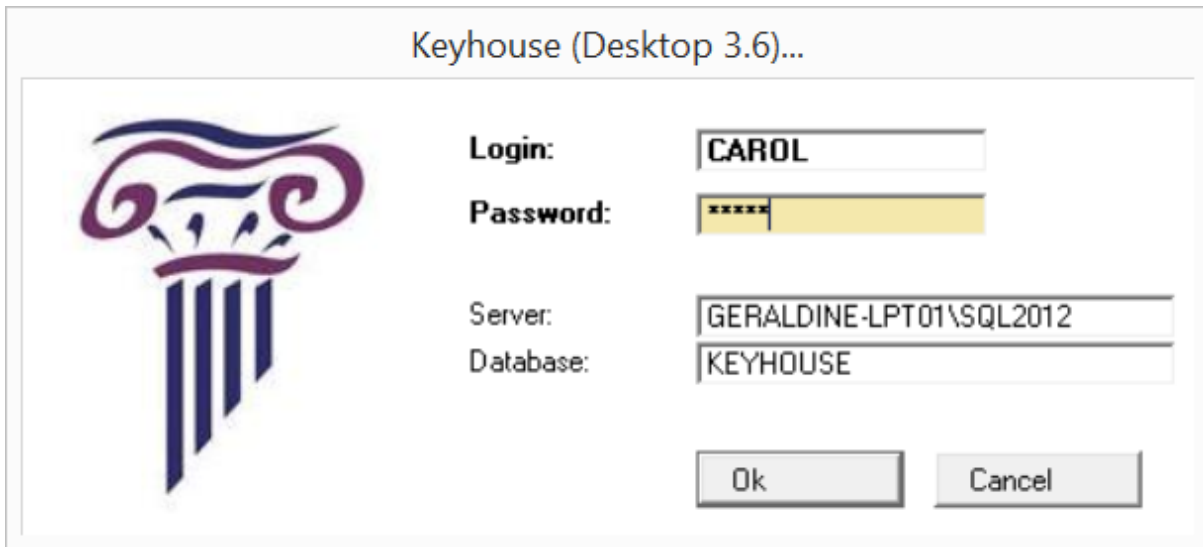 Keyhouse (Desktop 3.6)...
Login: CAROL
Password: *****
Server: GERALDINE-LPT01\SQL2012
Database: KEYHOUSE
Ok Cancel